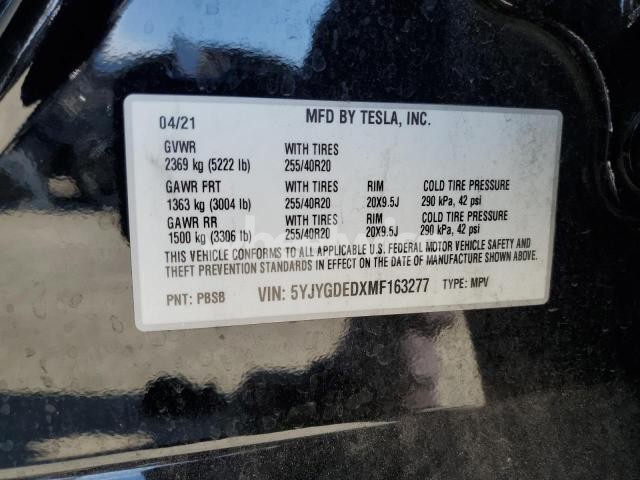 04/21 MFD BY TESLA, INC.
GVWR WITH TIRES
2369 kg (5222 lb) 255/40R20
GAWR FRT WITH TIRES RIM COLD TIRE PRESSURE
1363 kg (3004 lb) 255/40R20 20X9.5J 290 kPa, 42 psi
GAWR RR WITH TIRES RIM COLD TIRE PRESSURE
1500 kg (3306 lb) 255/40R20 20X9.5J 290 kPa, 42 psi
THIS VEHICLE CONFORMS TO ALL APPLICABLE U.S. FEDERAL MOTOR VEHICLE SAFETY AND
THEFT PREVENTION STANDARDS IN EFFECT ON THE DATE OF MANUFACTURE SHOWN ABOVE.
PNT: PBSB VIN: 5YJYGDEDXMF163277 TYPE: MPV